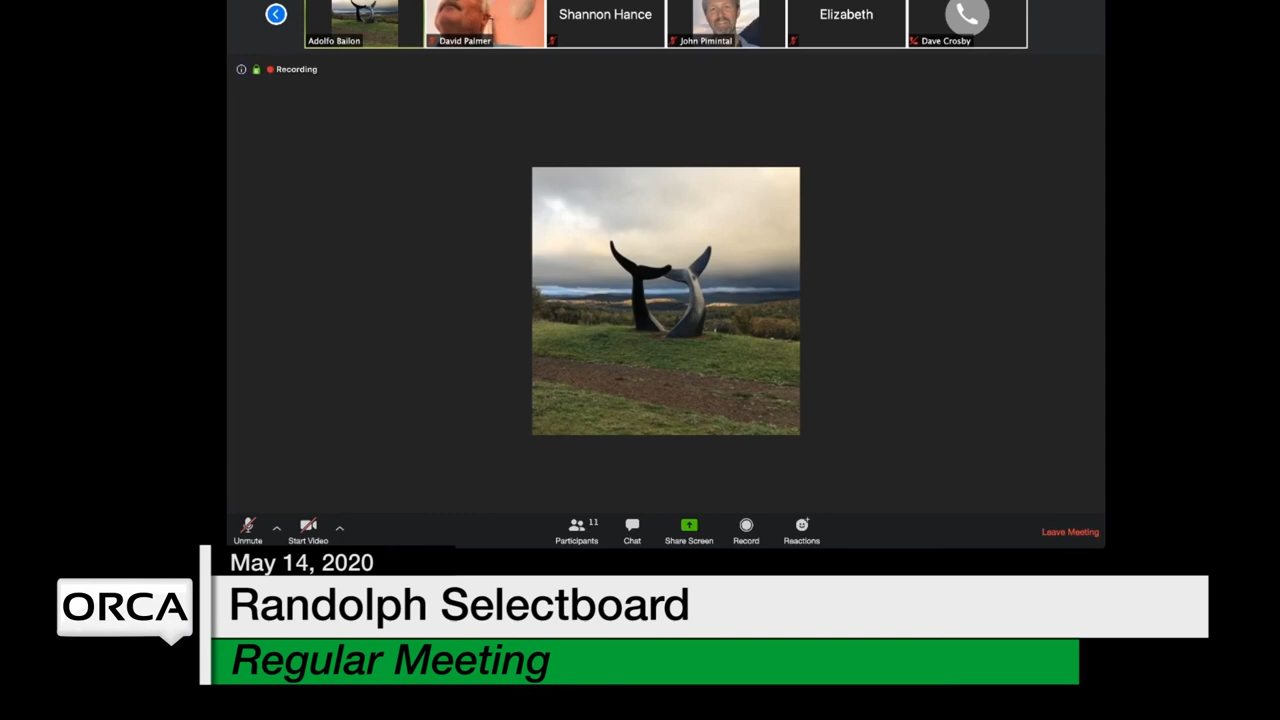 Shannon Hance
Elizabeth
Adolfo Bailon
David Palmer
John Pimintal
Dave Crosby
Recording
11
Unmute
Start Video
Participants
Chat
Share Screen
Record
Reactions
Leave Meeting
May 14, 2020
ORCA
Randolph Selectboard
Regular Meeting